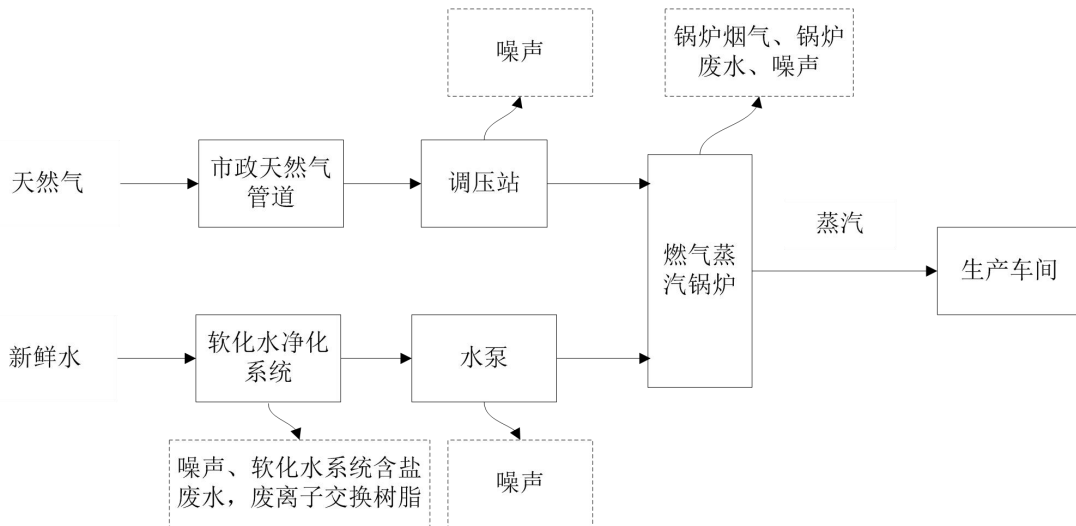 噪声
锅炉烟气、锅炉
废水、噪声
天然气
市政天然气
管道
调压站
燃气蒸
汽锅炉
蒸汽
生产车间
新鲜水
软化水净化
系统
水泵
噪声、软化水系统含盐
废水，废离子交换树脂
噪声